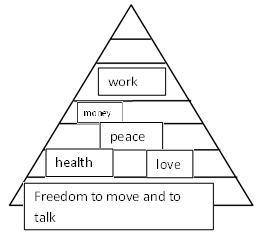 work
money
peace
health love
Freedom to move and to
talk